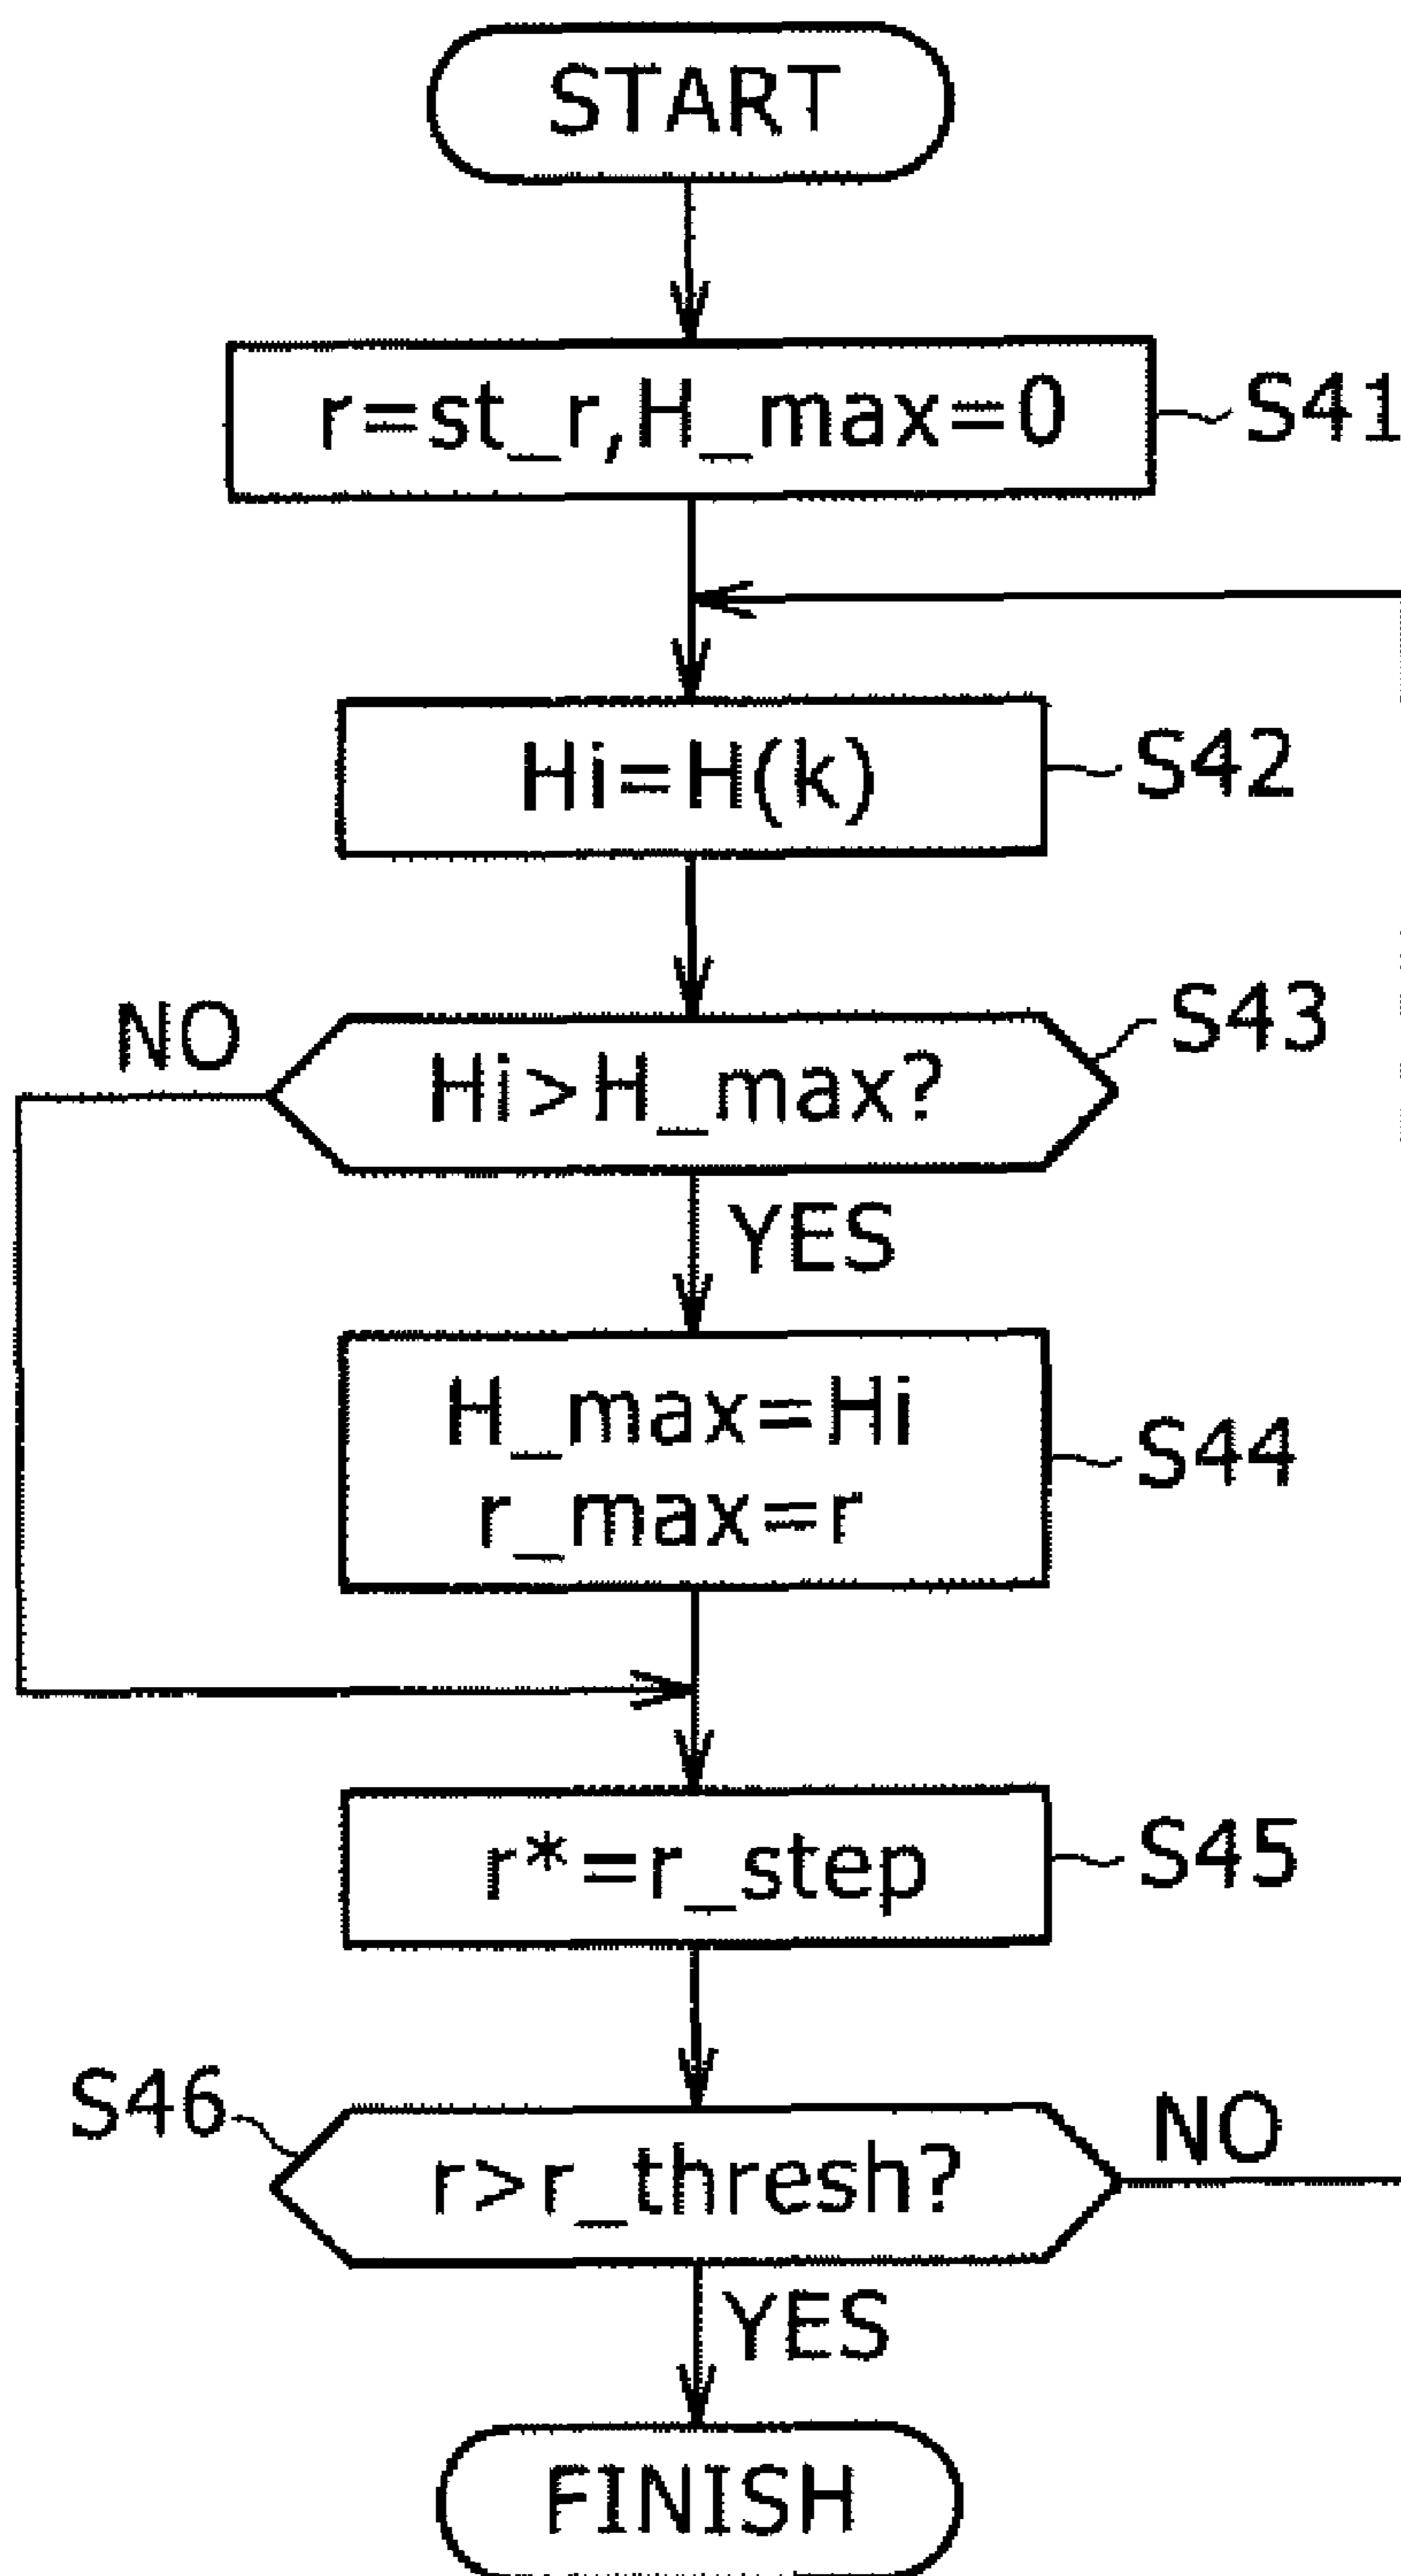 START
r=st_r,H_max=0
S41
Hi=H(k)
S42
NO
S43
Hi>H_max?
YES
H_max=Hi
r_max=r
S44
r*=r_step
S45
S46
NO
r>r_thresh?
YES
FINISH